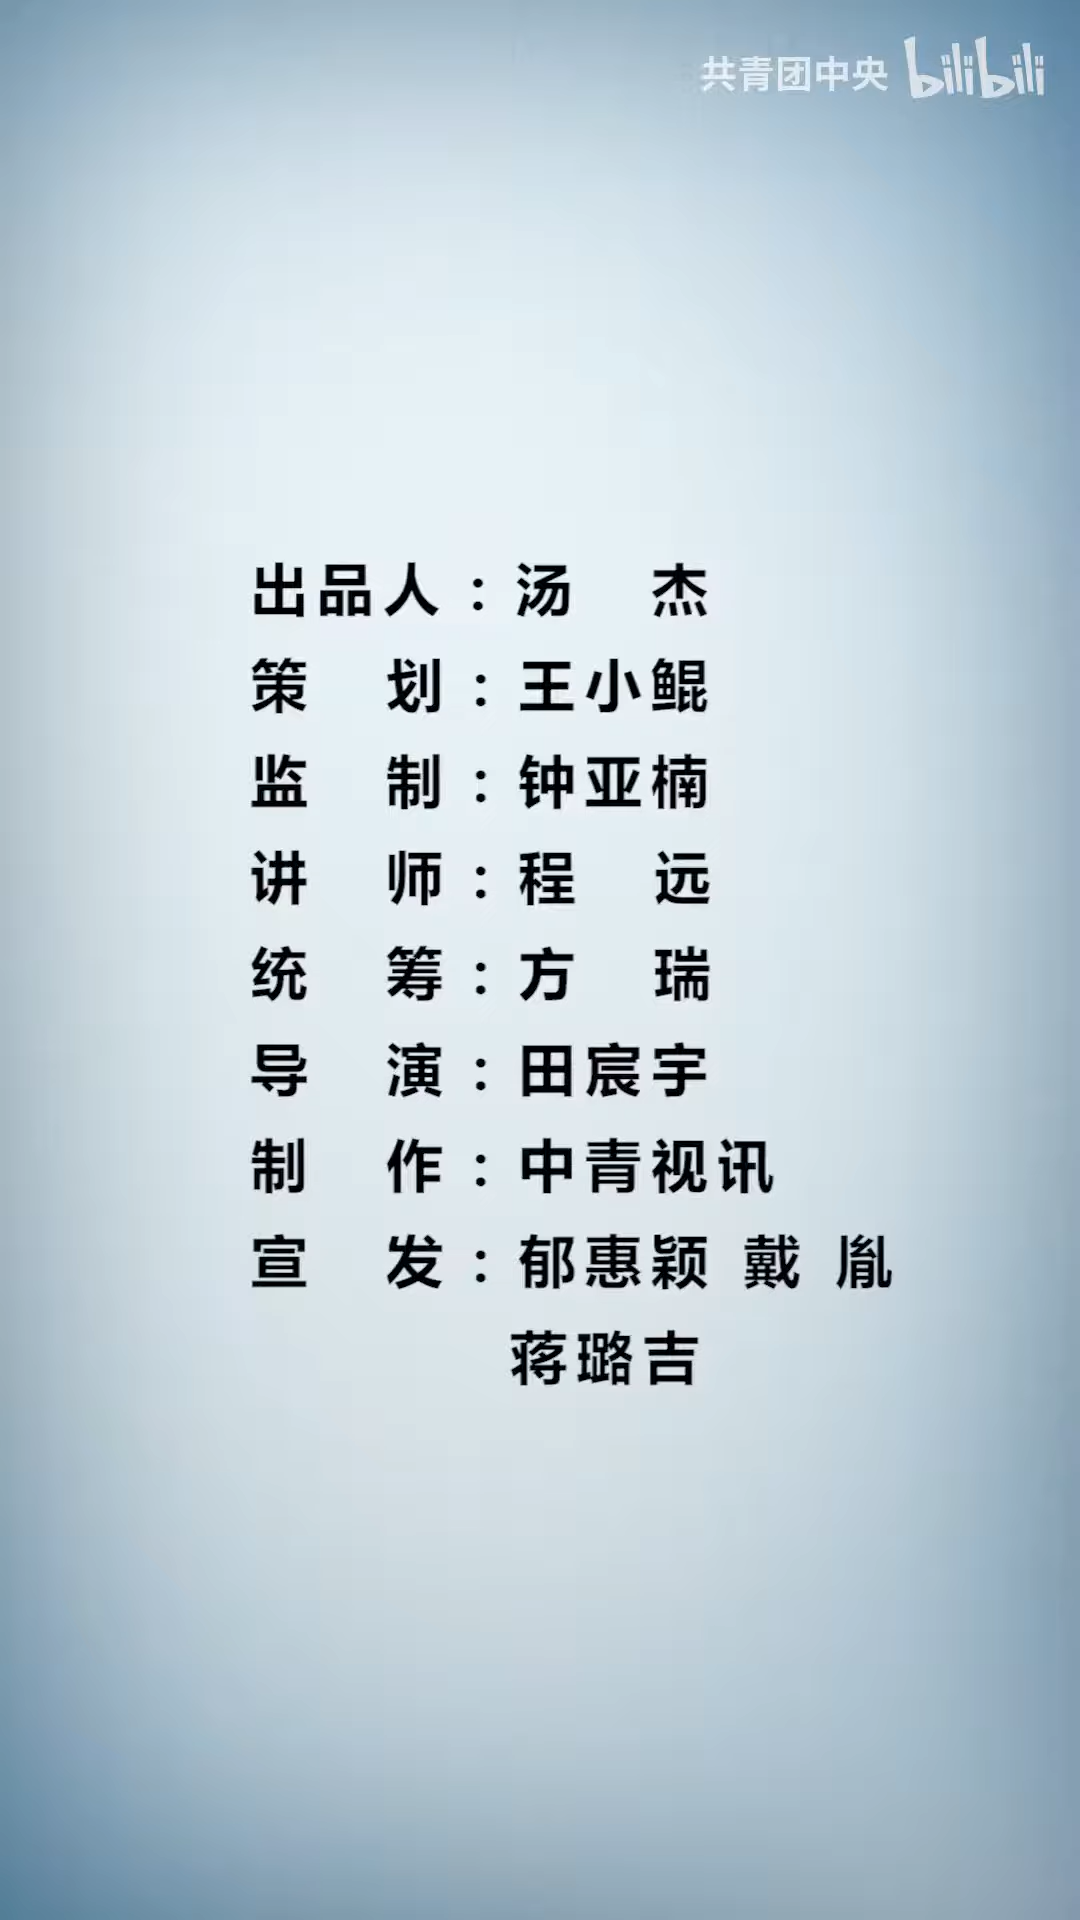 共青团中央 bilibili
出品人：汤 杰
策 划：王小鲲
监 制：钟亚楠
讲 师：程 远
统 筹：方 瑞
导 演：田宸宇
制 作：中青视讯
宣 发：郁惠颖 戴 胤
蒋璐吉